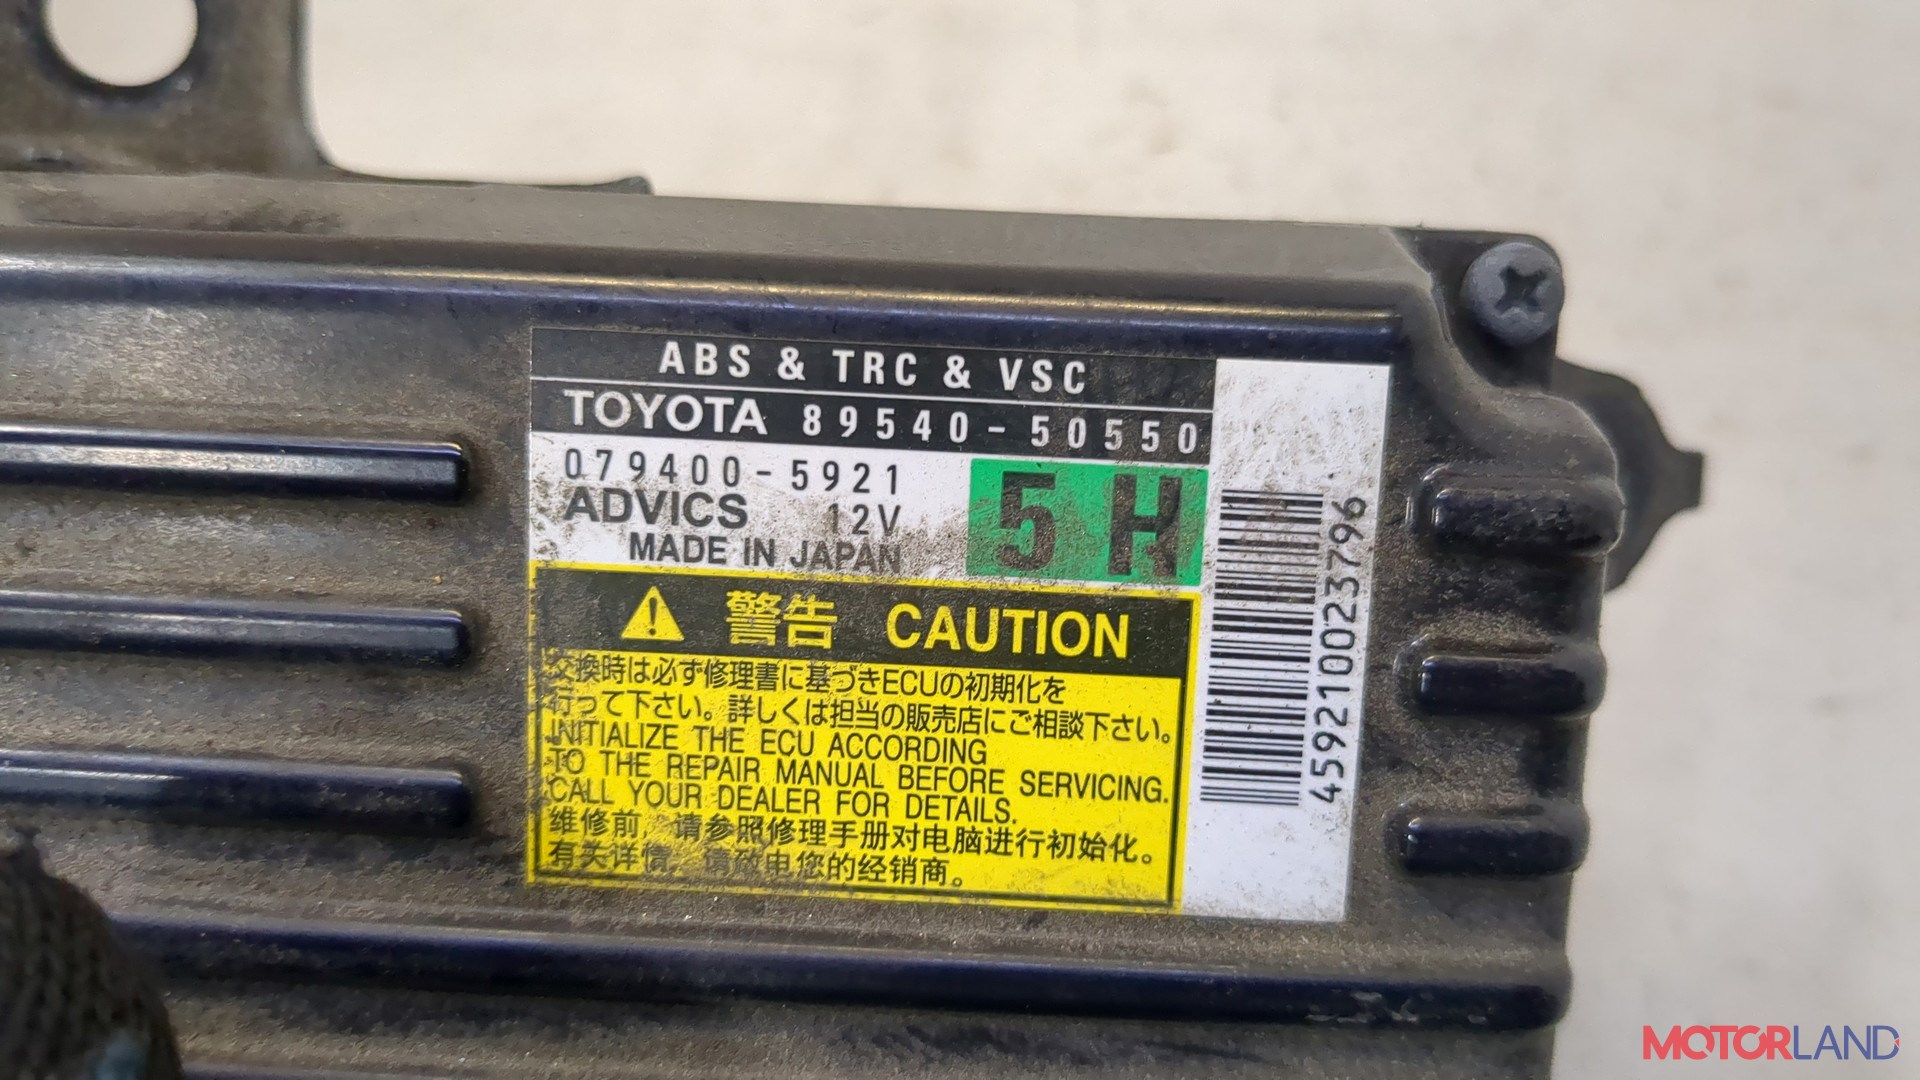 ABS & TRC & VSC
TOYOTA 89540-50550
079400-5921
ADVICS 12V
MADE IN JAPAN
5H
警告 CAUTION
交換時は必ず修理書に基づきECUの初期化を
行って下さい。詳しくは担当の販売店にご相談下さい。
INITIALIZE THE ECU ACCORDING
TO THE REPAIR MANUAL BEFORE SERVICING.
CALL YOUR DEALER FOR DETAILS.
维修前，请参照修理手册对电脑进行初始化。
有关详情，请致电您的经销商。
459210023796
MOTORLAND